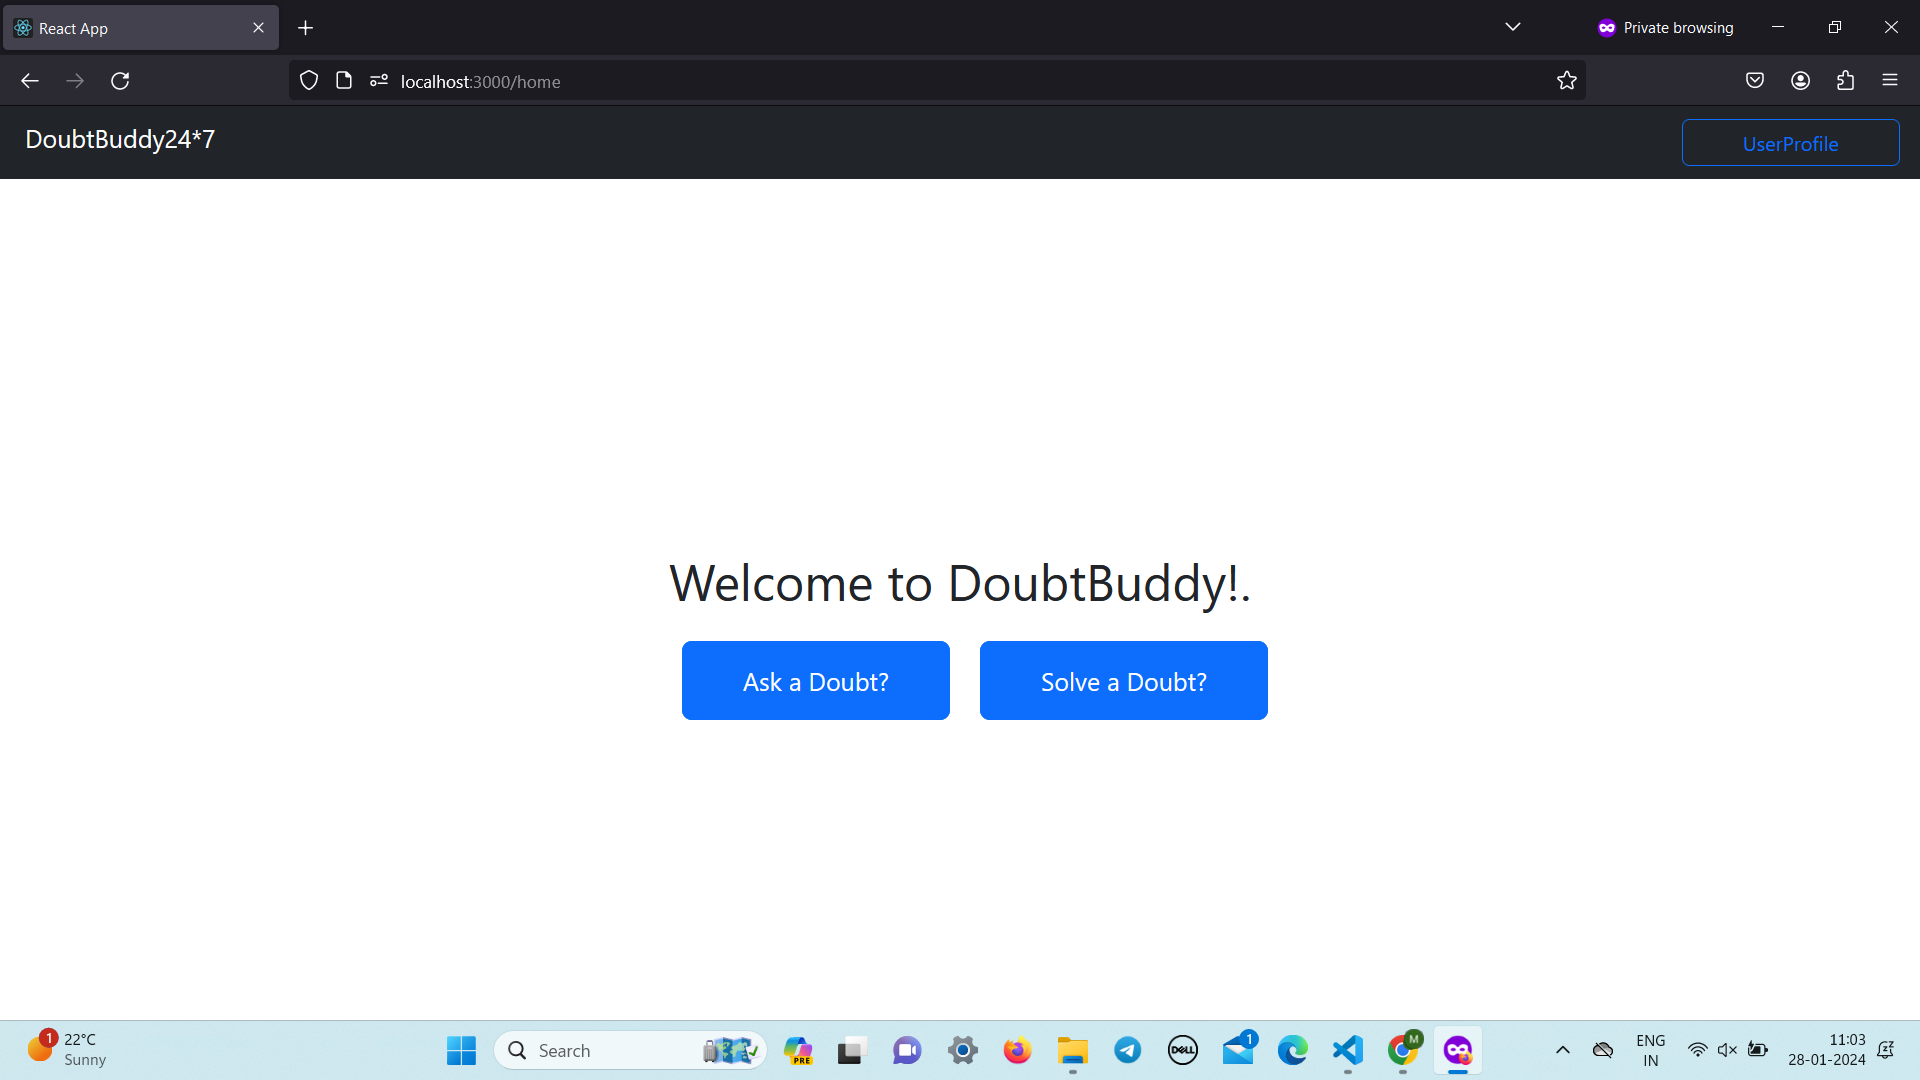 React App
Private browsing
localhost:3000/home
DoubtBuddy24*7
UserProfile
Welcome to DoubtBuddy!.
Ask a Doubt?
Solve a Doubt?
1
22°C
Sunny
Search
PRE
DELL
1
M
ENG
IN
11:03
28-01-2024